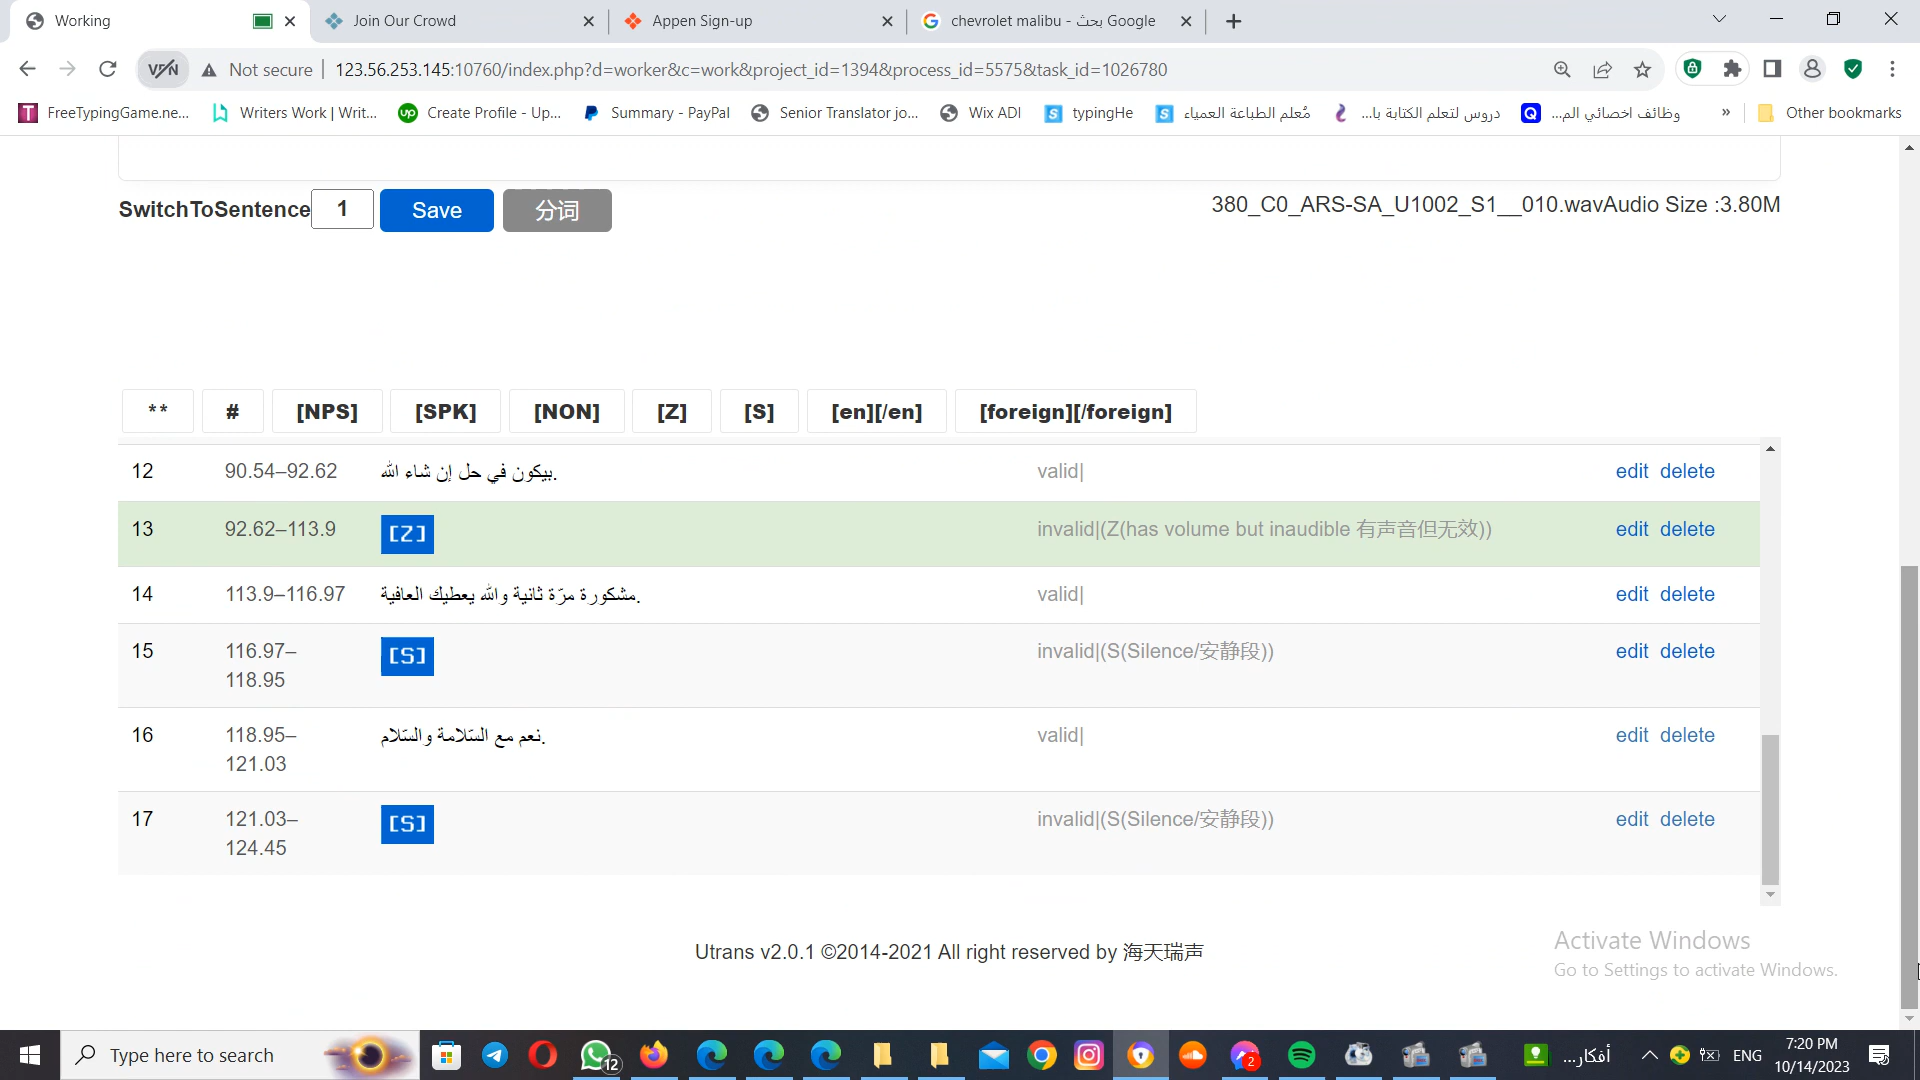 Working
Join Our Crowd
Appen Sign-up
chevrolet malibu - بحث Google
VPN
Not secure
123.56.253.145:10760/index.php?d=worker&c=work&project_id=1394&process_id=5575&task_id=1026780
FreeTypingGame.ne...
Writers Work | Writ...
Create Profile - Up...
Summary - PayPal
Senior Translator jo...
Wix ADI
typingHe
مُعلم الطباعة العمياء
دروس لتعلم الكتابة با...
وظائف اخصائي الم...
»
Other bookmarks
SwitchToSentence 1 Save 分词
380_C0_ARS-SA_U1002_S1__010.wavAudio Size :3.80M
** # [NPS] [SPK] [NON] [Z] [S] [en][/en] [foreign][/foreign]
12 90.54–92.62 بيكون في حل إن شاء الله. valid| edit delete
13 92.62–113.9 [Z] invalid|(Z(has volume but inaudible 有声音但无效)) edit delete
14 113.9–116.97 مشكورة مرّة ثانية والله يعطيك العافية. valid| edit delete
15 116.97– [S] invalid|(S(Silence/安静段)) edit delete
118.95
16 118.95– نعم مع السّلامة والسّلام. valid| edit delete
121.03
17 121.03– [S] invalid|(S(Silence/安静段)) edit delete
124.45
Utrans v2.0.1 ©2014-2021 All right reserved by 海天瑞声
Activate Windows
Go to Settings to activate Windows.
Type here to search
12
2
أفكار...
ENG
7:20 PM
10/14/2023